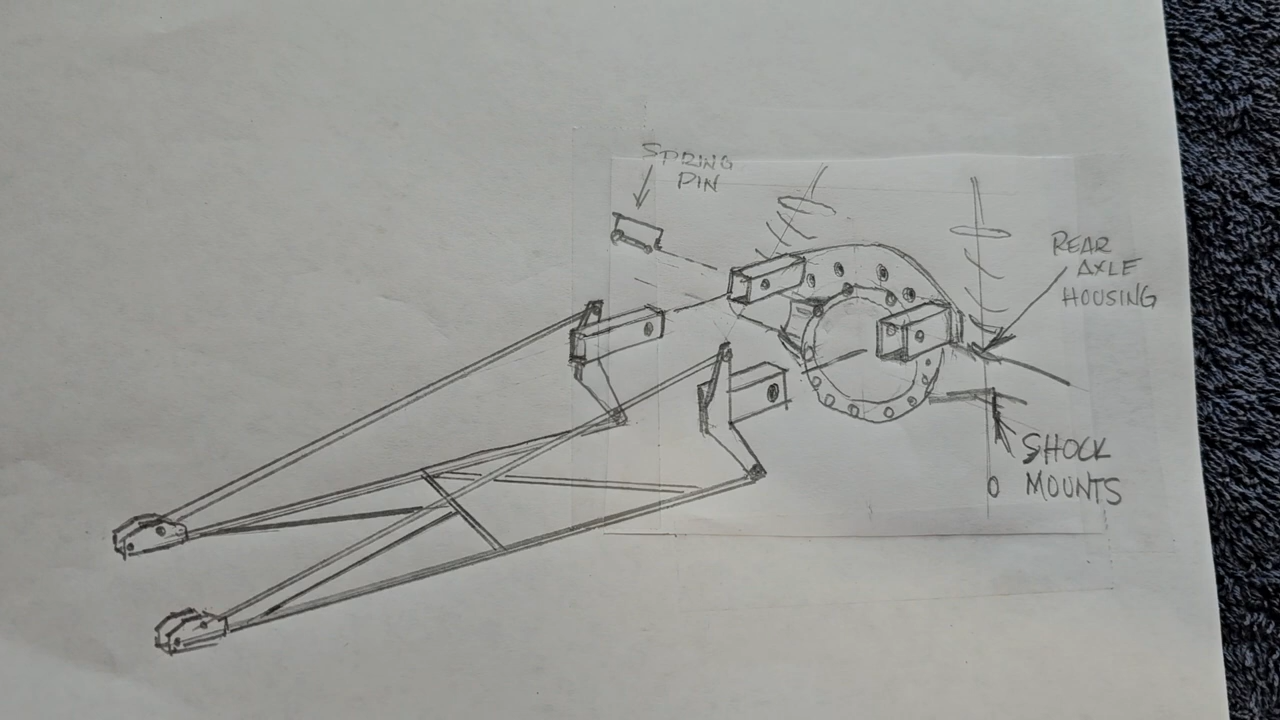 SPRING
PIN
REAR
AXLE
HOUSING
SHOCK
MOUNTS